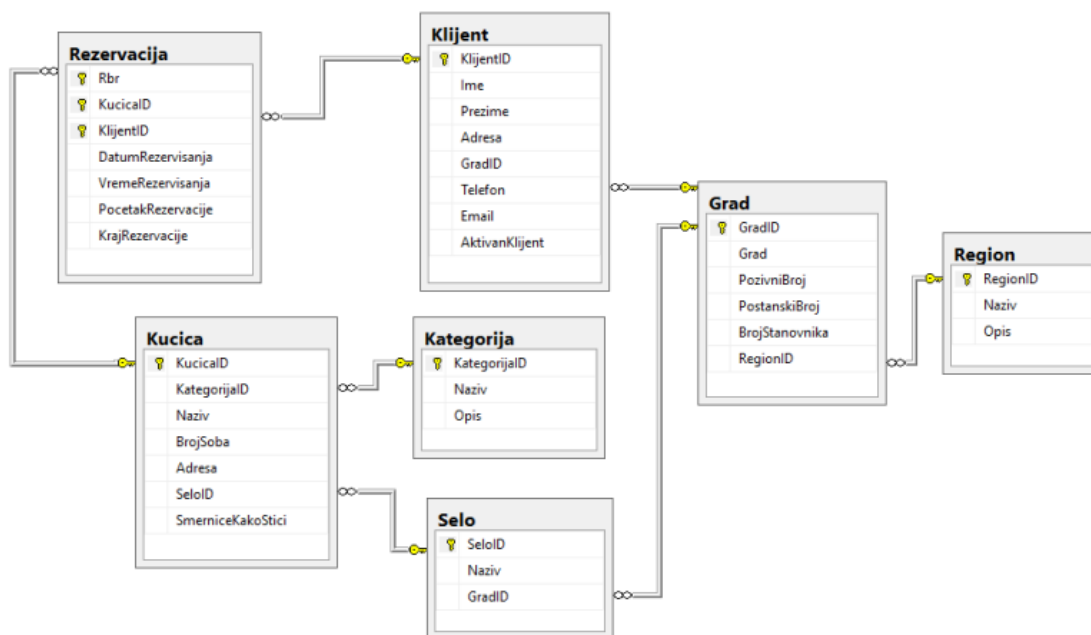 Rezervacija
Rbr
KucicaID
KlijentID
DatumRezervisanja
VremeRezervisanja
PocetakRezervacije
KrajRezervacije
Klijent
KlijentID
Ime
Prezime
Adresa
GradID
Telefon
Email
AktivanKlijent
Grad
GradID
Grad
PozivniBroj
PostanskiBroj
BrojStanovnika
RegionID
Region
RegionID
Naziv
Opis
Kucica
KucicaID
KategorijaID
Naziv
BrojSoba
Adresa
SeloID
SmerniceKakoStici
Kategorija
KategorijaID
Naziv
Opis
Selo
SeloID
Naziv
GradID